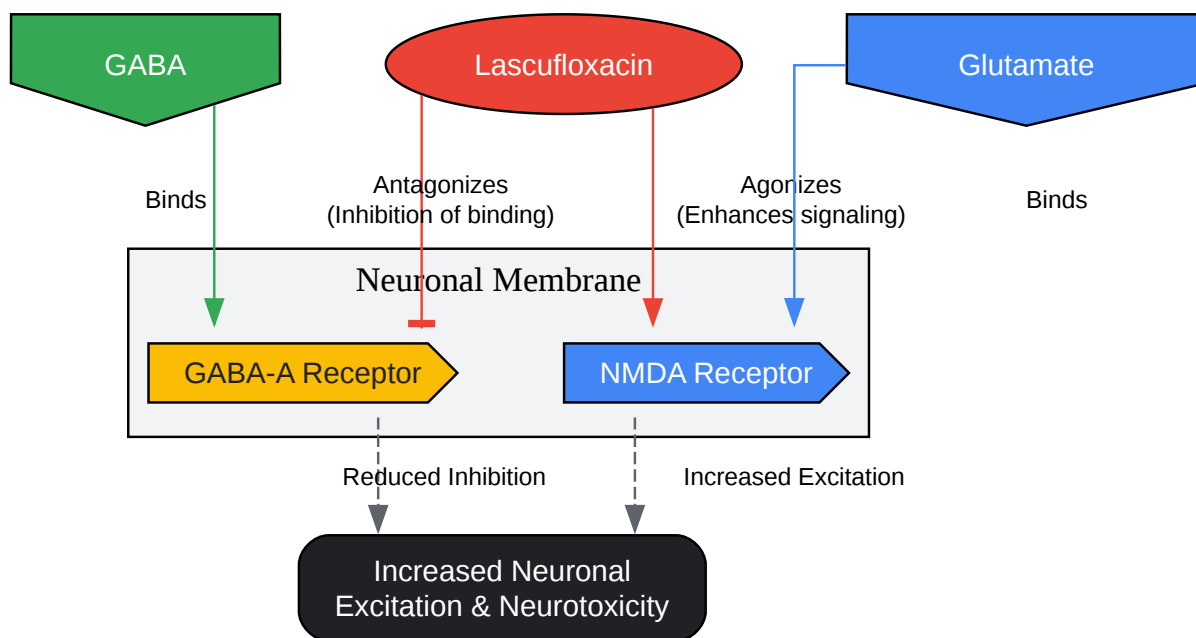 GABA
Lascufloxacin
Glutamate
Binds
Antagonizes
(Inhibition of binding)
Agonizes
(Enhances signaling)
Binds
Neuronal Membrane
GABA-A Receptor
NMDA Receptor
Reduced Inhibition
Increased Excitation
Increased Neuronal
Excitation & Neurotoxicity